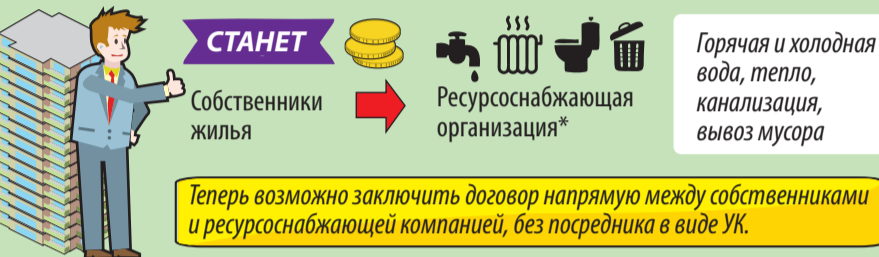 СТАНЕТ
Собственники
жилья
Ресурсоснабжающая
организация*
Горячая и холодная
вода, тепло,
канализация,
вывоз мусора
Теперь возможно заключить договор напрямую между собственниками
и ресурсоснабжающей компанией, без посредника в виде УК.